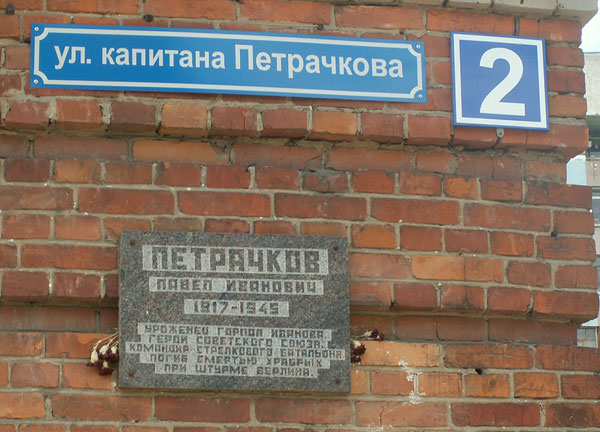 ул. капитана Петрачкова
2
ПЕТРАЧКОВ
ПАВЕЛ ИВАНОВИЧ
1917-1945
УРОЖЕНЕЦ ГОРОДА ИВАНОВА,
ГЕРОЙ СОВЕТСКОГО СОЮЗА,
КОМАНДИР СТРЕЛКОВОГО БАТАЛЬОНА
ПОГИБ СМЕРТЬЮ ХРАБРЫХ
ПРИ ШТУРМЕ БЕРЛИНА.